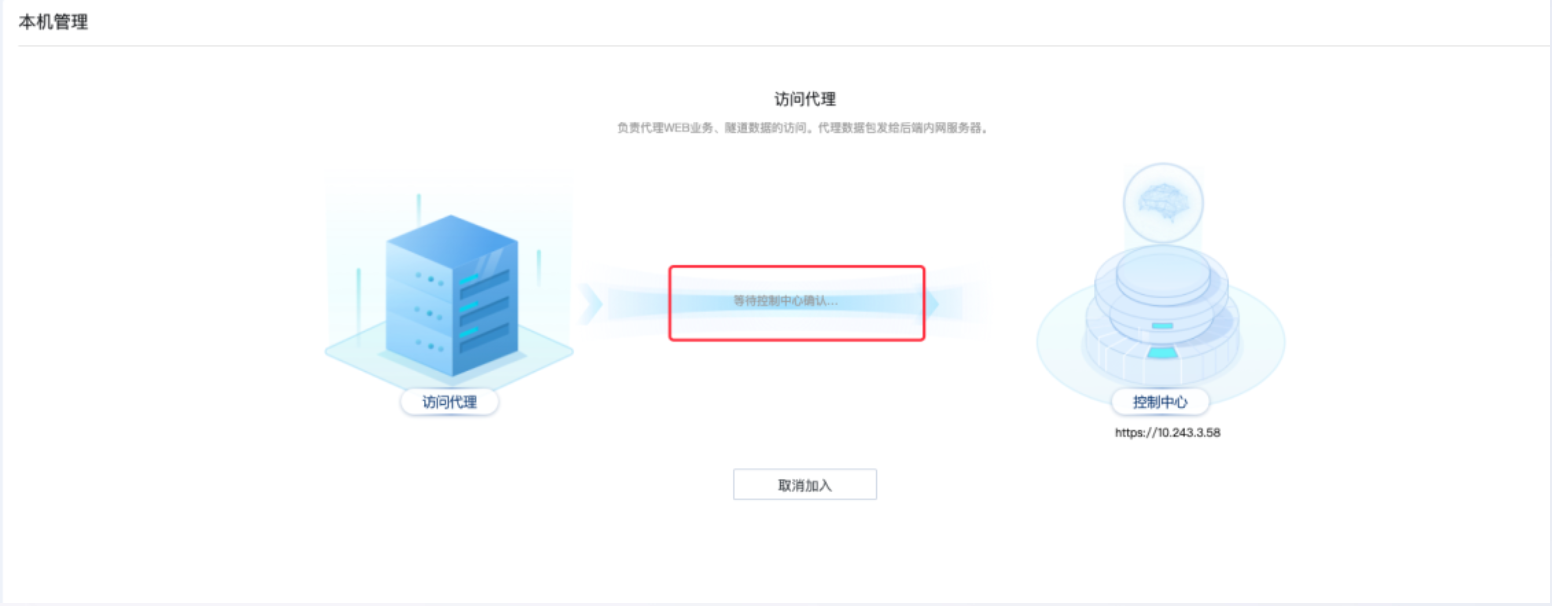 本机管理
访问代理
负责代理WEB业务、隧道数据的访问。代理数据包发给后端内网服务器。
等待控制中心确认...
访问代理
控制中心
https://10.243.3.58
取消加入